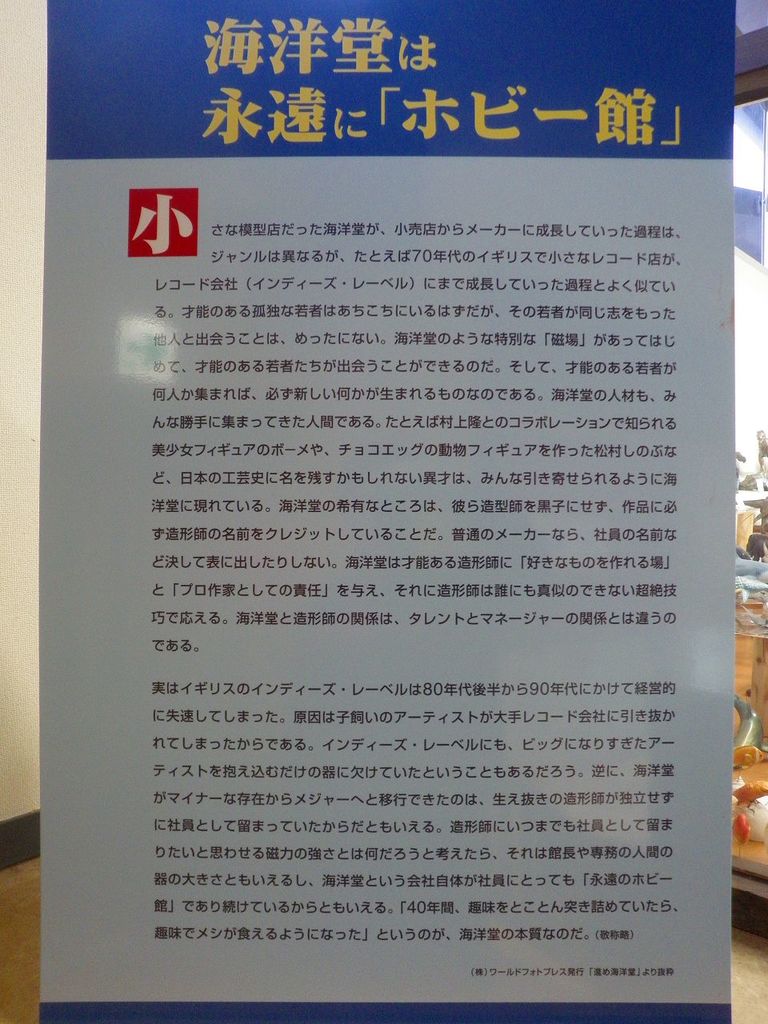 海洋堂は
永遠に「ホビー館」
小さな模型店だった海洋堂が、小売店からメーカーに成長していった過程は、
ジャンルは異なるが、たとえば70年代のイギリスで小さなレコード店が、
レコード会社（インディーズ・レーベル）にまで成長していった過程とよく似てい
る。才能のある孤独な若者はあちこちにいるはずだが、その若者が同じ志をもった
他人と出会うことは、めったにない。海洋堂のような特別な「磁場」があってはじ
めて、才能のある若者たちが出会うことができるのだ。そして、才能のある若者が
何人か集まれば、必ず新しい何かが生まれるものなのである。海洋堂の人材も、み
んな勝手に集まってきた人間である。たとえば村上隆とのコラボレーションで知られる
美少女フィギュアのボーメや、チョコエッグの動物フィギュアを作った松村しのぶな
ど、日本の工芸史に名を残すかもしれない異才は、みんな引き寄せられるように海
洋堂に現れている。海洋堂の希有なところは、彼ら造型師を黒子にせず、作品に必
ず造形師の名前をクレジットしていることだ。普通のメーカーなら、社員の名前な
ど決して表に出したりしない。海洋堂は才能ある造形師に「好きなものを作れる場」
と「プロ作家としての責任」を与え、それに造形師は誰にも真似のできない超絶技
巧で応える。海洋堂と造形師の関係は、タレントとマネージャーの関係とは違うの
である。
実はイギリスのインディーズ・レーベルは80年代後半から90年代にかけて経営的
に失速してしまった。原因は子飼いのアーティストが大手レコード会社に引き抜か
れてしまったからである。インディーズ・レーベルにも、ビッグになりすぎたアー
ティストを抱え込むだけの器に欠けていたということもあるだろう。逆に、海洋堂
がマイナーな存在からメジャーへと移行できたのは、生え抜きの造形師が独立せず
に社員として留まっていたからだともいえる。造形師にいつまでも社員として留ま
りたいと思わせる磁力の強さとは何だろうと考えたら、それは館長や専務の人間の
器の大きさともいえるし、海洋堂という会社自体が社員にとっても「永遠のホビー
館」であり続けているからともいえる。「40年間、趣味をとことん突き詰めていたら、
趣味でメシが食えるようになった」というのが、海洋堂の本質なのだ。（敬称略）
（株）ワールドフォトプレス発行「進め海洋堂」より抜粋